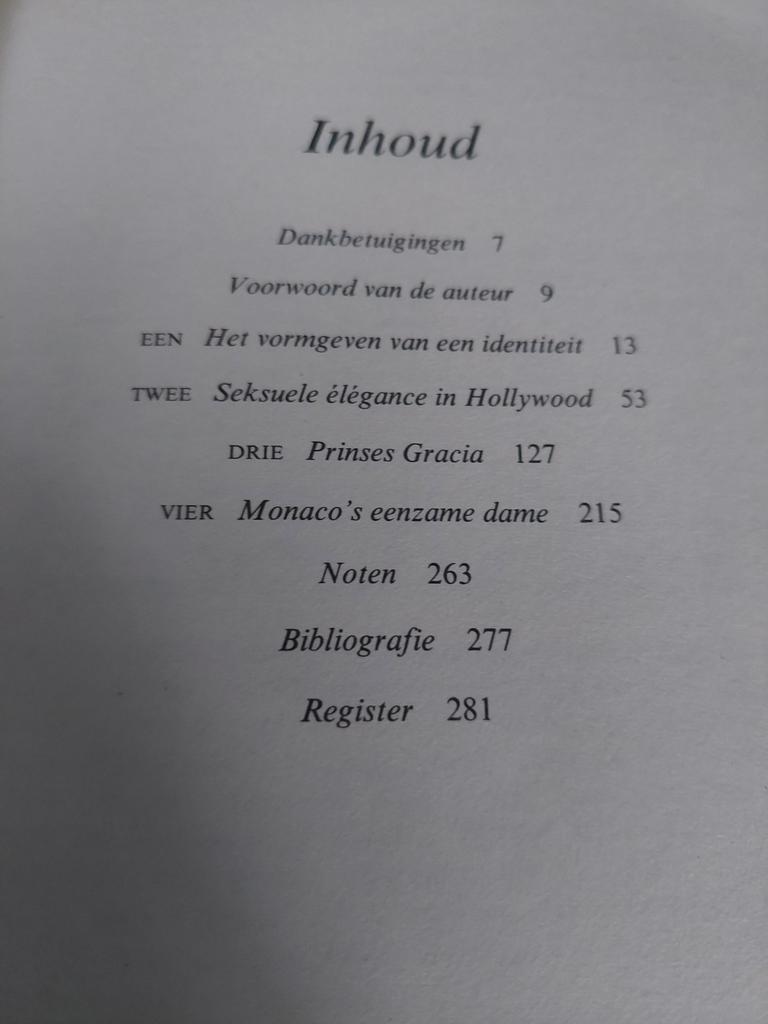 Inhoud
Dankbetuigingen 7
Voorwoord van de auteur 9
EEN Het vormgeven van een identiteit 13
TWEE Seksuele élégance in Hollywood 53
DRIE Prinses Gracia 127
VIER Monaco's eenzame dame 215
Noten 263
Bibliografie 277
Register 281